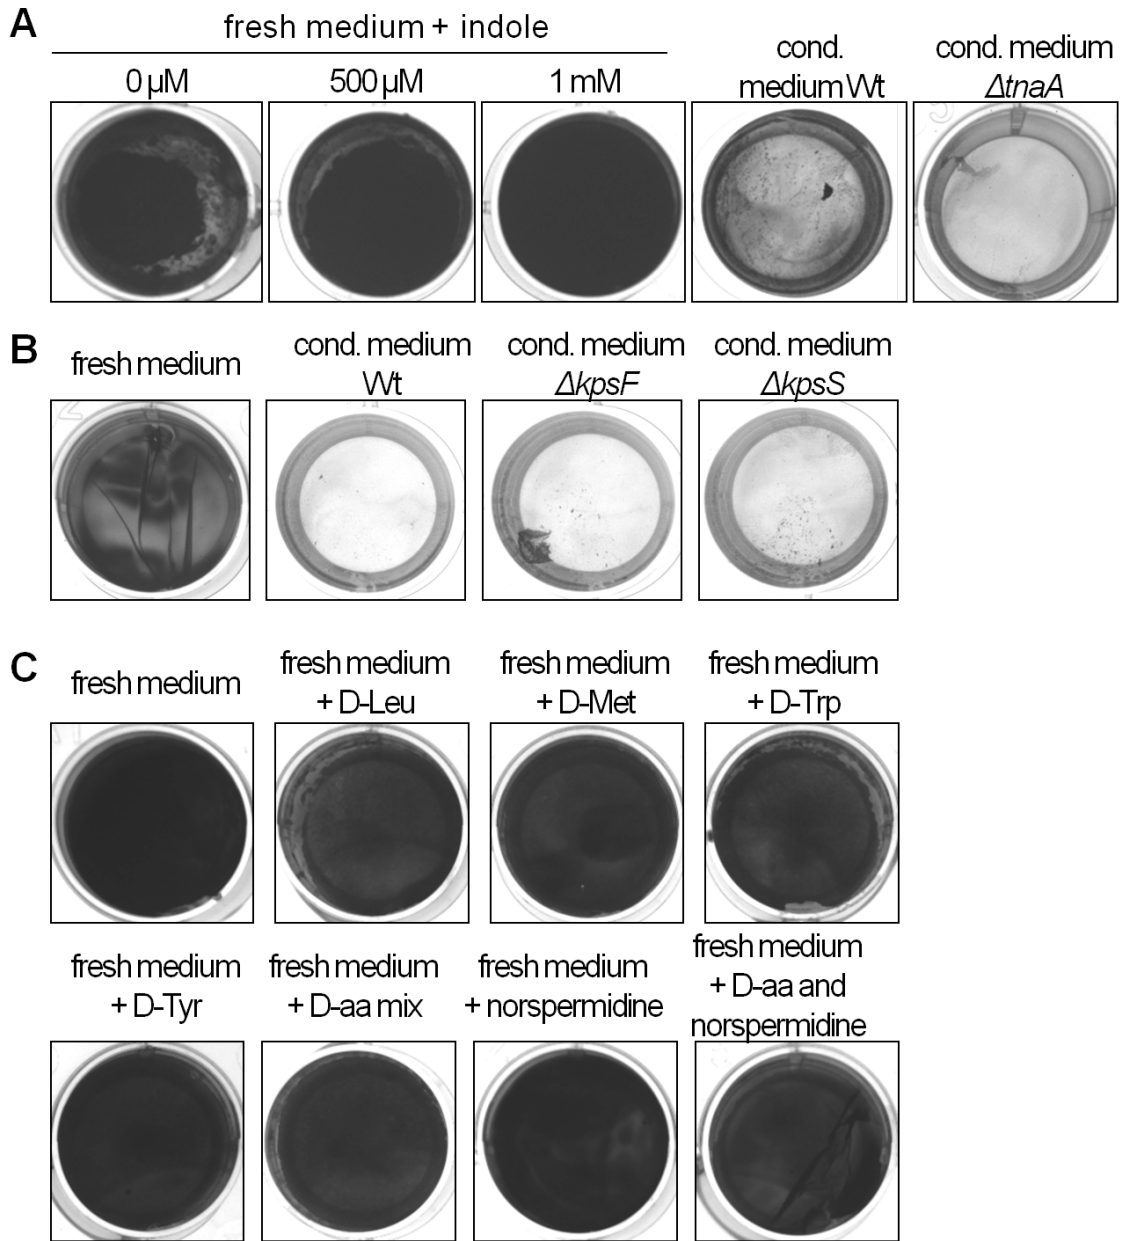 A
fresh medium + indole
0 µM
500 µM
1 mM
cond.
medium Wt
cond. medium
ΔtnaA
B
fresh medium
cond. medium
Wt
cond. medium
ΔkpsF
cond. medium
ΔkpsS
C
fresh medium
fresh medium
+ D-Leu
fresh medium
+ D-Met
fresh medium
+ D-Trp
fresh medium
+ D-Tyr
fresh medium
+ D-aa mix
fresh medium
+ norspermidine
fresh medium
+ D-aa and
norspermidine